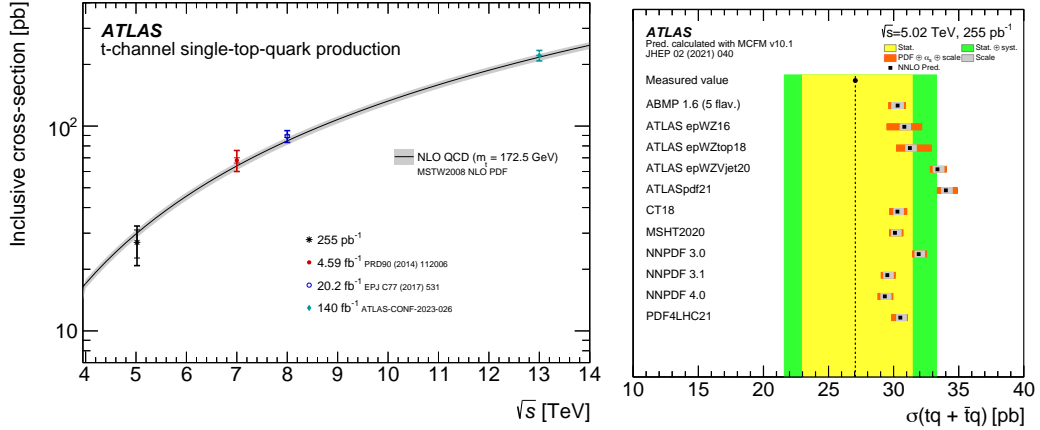 ATLAS
t-channel single-top-quark production
Inclusive cross-section [pb]
10²
10
NLO QCD (mₜ = 172.5 GeV)
MSTW2008 NLO PDF
255 pb⁻¹
4.59 fb⁻¹ PRD90 (2014) 112006
20.2 fb⁻¹ EPJ C77 (2017) 531
140 fb⁻¹ ATLAS-CONF-2023-026
4 5 6 7 8 9 10 11 12 13 14
√s [TeV]
ATLAS
Pred. calculated with MCFM v10.1
JHEP 02 (2021) 040
√s=5.02 TeV, 255 pb⁻¹
Stat. Stat. ⊕ syst.
PDF ⊕ αₛ ⊕ scale Scale
NNLO Pred.
Measured value
ABMP 1.6 (5 flav.)
ATLAS epWZ16
ATLAS epWZtop18
ATLAS epWZVjet20
ATLASpdf21
CT18
MSHT2020
NNPDF 3.0
NNPDF 3.1
NNPDF 4.0
PDF4LHC21
10 15 20 25 30 35 40
σ(tq + t̄q) [pb]